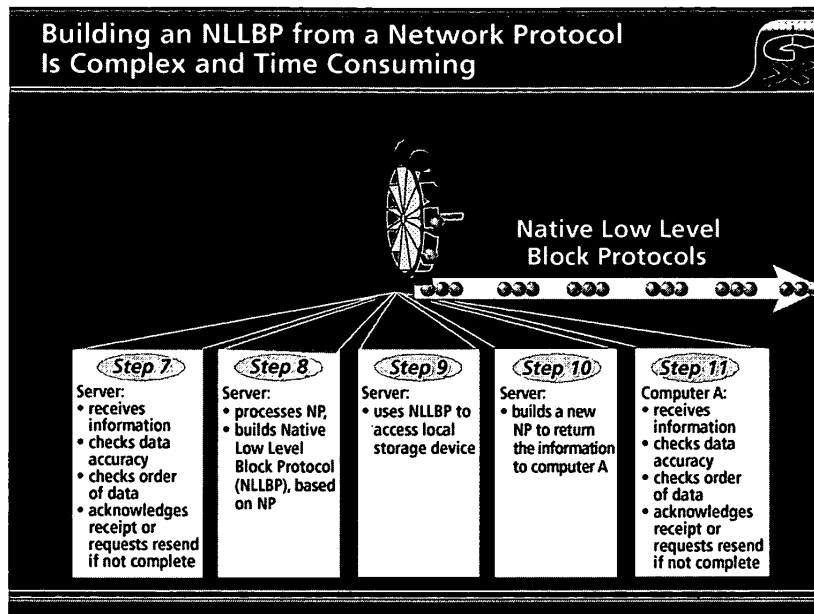 Building an NLLBP from a Network Protocol
Is Complex and Time Consuming
Native Low Level
Block Protocols
Step 7
Server:
• receives
information
• checks data
accuracy
• checks order
of data
• acknowledges
receipt or
requests resend
if not complete
Step 8
Server:
• processes NP,
• builds Native
Low Level
Block Protocol
(NLLBP), based
on NP
Step 9
Server:
• uses NLLBP to
access local
storage device
Step 10
Server:
• builds a new
NP to return
the information
to computer A
Step 11
Computer A:
• receives
information
• checks data
accuracy
• checks order
of data
• acknowledges
receipt or
requests resend
if not complete